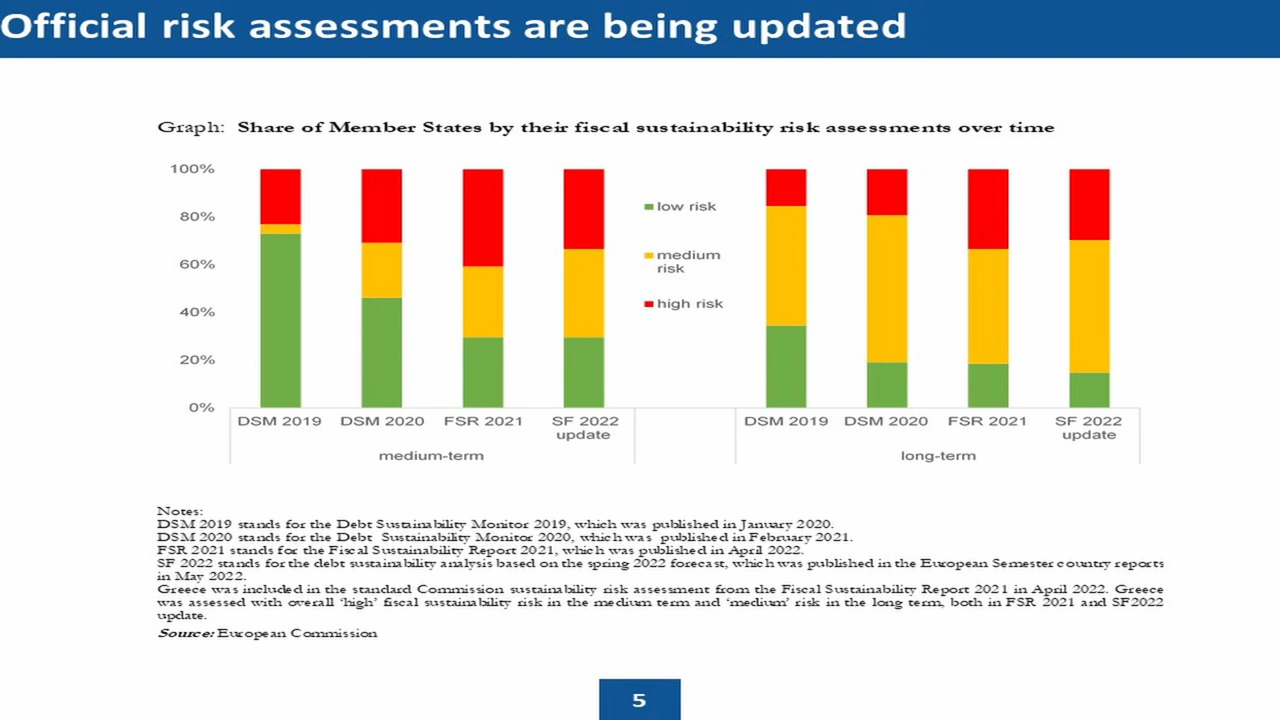 Official risk assessments are being updated
Graph: Share of Member States by their fiscal sustainability risk assessments over time
100%
80%
60%
40%
20%
0%
low risk
medium
risk
high risk
DSM 2019 DSM 2020 FSR 2021 SF 2022 DSM 2019 DSM 2020 FSR 2021 SF 2022
update update
medium-term long-term
Notes:
DSM 2019 stands for the Debt Sustainability Monitor 2019, which was published in January 2020.
DSM 2020 stands for the Debt Sustainability Monitor 2020, which was published in February 2021.
FSR 2021 stands for the Fiscal Sustainability Report 2021, which was published in April 2022.
SF 2022 stands for the debt sustainability analysis based on the spring 2022 forecast, which was published in the European Semester country reports
in May 2022.
Greece was included in the standard Commission sustainability risk assessment from the Fiscal Sustainability Report 2021 in April 2022. Greece
was assessed with overall ‘high’ fiscal sustainability risk in the medium term and ‘medium’ risk in the long term, both in FSR 2021 and SF2022
update.
Source: European Commission
5